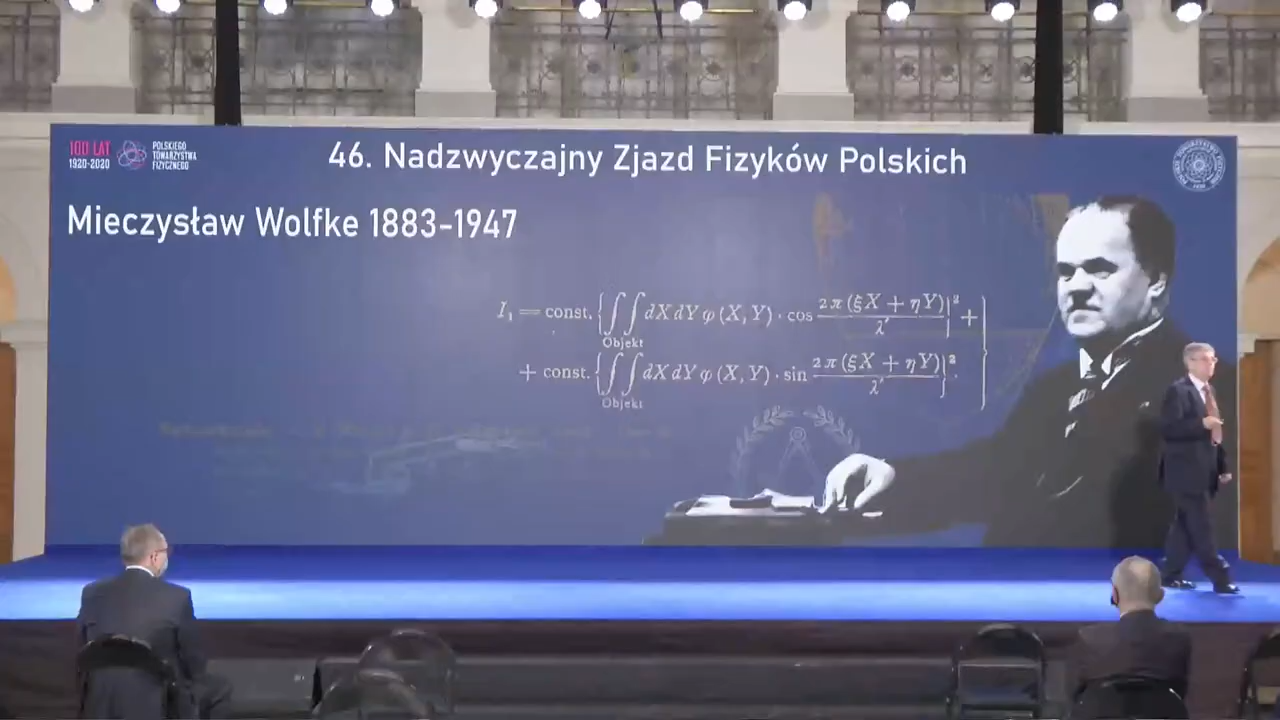 100 LAT
1920-2020
POLSKIEGO
TOWARZYSTWA
FIZYCZNEGO
46. Nadzwyczajny Zjazd Fizyków Polskich
Mieczysław Wolfke 1883-1947
I₁ = const. {∫∫ dX dY φ (X, Y) · cos 2π (ξX + ηY) / λ' |² +
Objekt
+ const. {∫∫ dX dY φ (X, Y) · sin 2π (ξX + ηY) / λ' }|².
Objekt